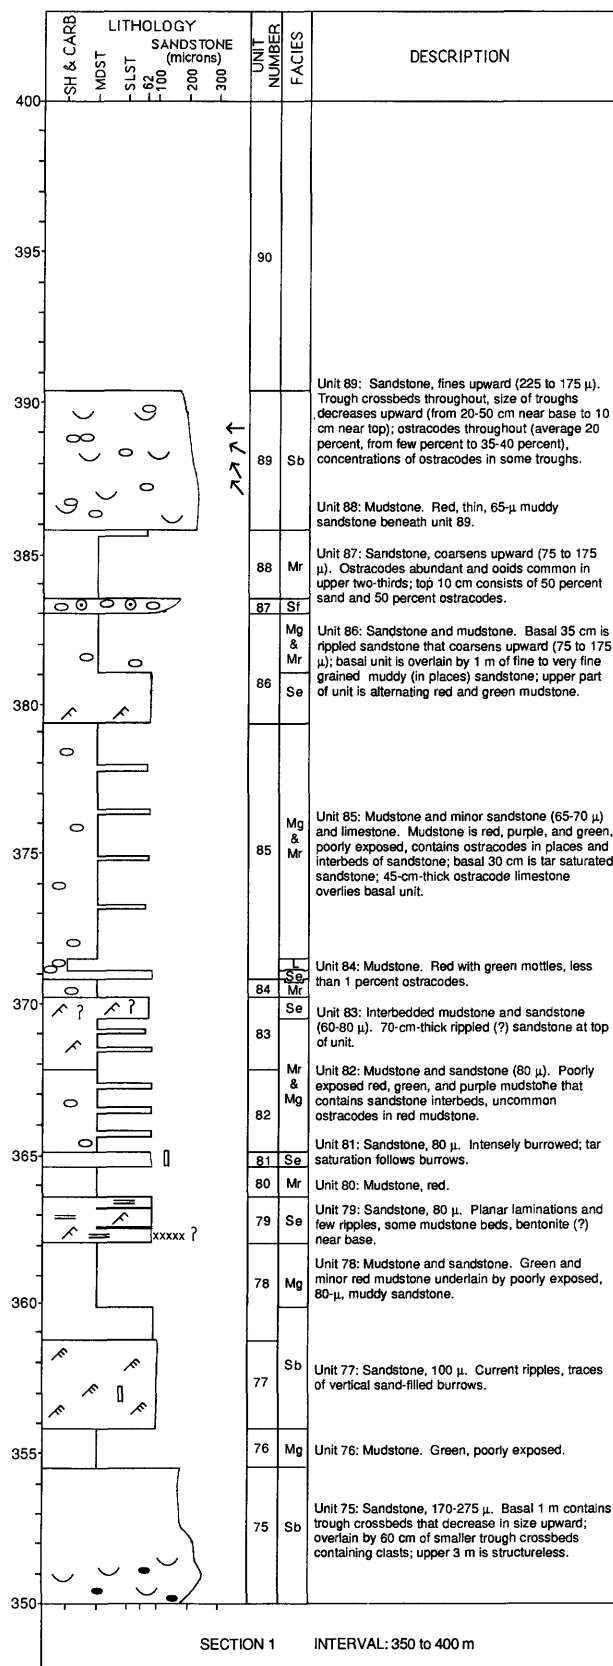 LITHOLOGY
SANDSTONE
(microns)
SH & CARB
MDST
SLST
62
100
200
300
UNIT
NUMBER
FACIES
DESCRIPTION
400
395
90
Unit 89: Sandstone, fines upward (225 to 175 μ).
Trough crossbeds throughout, size of troughs
decreases upward (from 20-50 cm near base to 10
cm near top); ostracodes throughout (average 20
percent, from few percent to 35-40 percent),
concentrations of ostracodes in some troughs.
390
89
Sb
Unit 88: Mudstone. Red, thin, 65-μ muddy
sandstone beneath unit 89.
385
88
Mr
Unit 87: Sandstone, coarsens upward (75 to 175
μ). Ostracodes abundant and ooids common in
upper two-thirds; top 10 cm consists of 50 percent
sand and 50 percent ostracodes.
87
Sf
Mg
&
Mr
Unit 86: Sandstone and mudstone. Basal 35 cm is
rippled sandstone that coarsens upward (75 to 175
μ); basal unit is overlain by 1 m of fine to very fine
grained muddy (in places) sandstone; upper part
of unit is alternating red and green mudstone.
86
Se
380
85
Mg
&
Mr
Unit 85: Mudstone and minor sandstone (65-70 μ)
and limestone. Mudstone is red, purple, and green,
poorly exposed, contains ostracodes in places and
interbeds of sandstone; basal 30 cm is tar saturated
sandstone; 45-cm-thick ostracode limestone
overlies basal unit.
375
L
Se
84
Mr
Unit 84: Mudstone. Red with green mottles, less
than 1 percent ostracodes.
370
?
?
Se
83
Unit 83: Interbedded mudstone and sandstone
(60-80 μ). 70-cm-thick rippled (?) sandstone at top
of unit.
Mr
&
Mg
82
Unit 82: Mudstone and sandstone (80 μ). Poorly
exposed red, green, and purple mudstone that
contains sandstone interbeds, uncommon
ostracodes in red mudstone.
365
81
Se
Unit 81: Sandstone, 80 μ. Intensely burrowed; tar
saturation follows burrows.
80
Mr
Unit 80: Mudstone, red.
79
Se
xxxxx ?
Unit 79: Sandstone, 80 μ. Planar laminations and
few ripples, some mudstone beds, bentonite (?)
near base.
78
Mg
Unit 78: Mudstone and sandstone. Green and
minor red mudstone underlain by poorly exposed,
80-μ, muddy sandstone.
360
77
Sb
Unit 77: Sandstone, 100 μ. Current ripples, traces
of vertical sand-filled burrows.
76
Mg
Unit 76: Mudstone. Green, poorly exposed.
355
75
Sb
Unit 75: Sandstone, 170-275 μ. Basal 1 m contains
trough crossbeds that decrease in size upward;
overlain by 60 cm of smaller trough crossbeds
containing clasts; upper 3 m is structureless.
350
SECTION 1 INTERVAL: 350 to 400 m